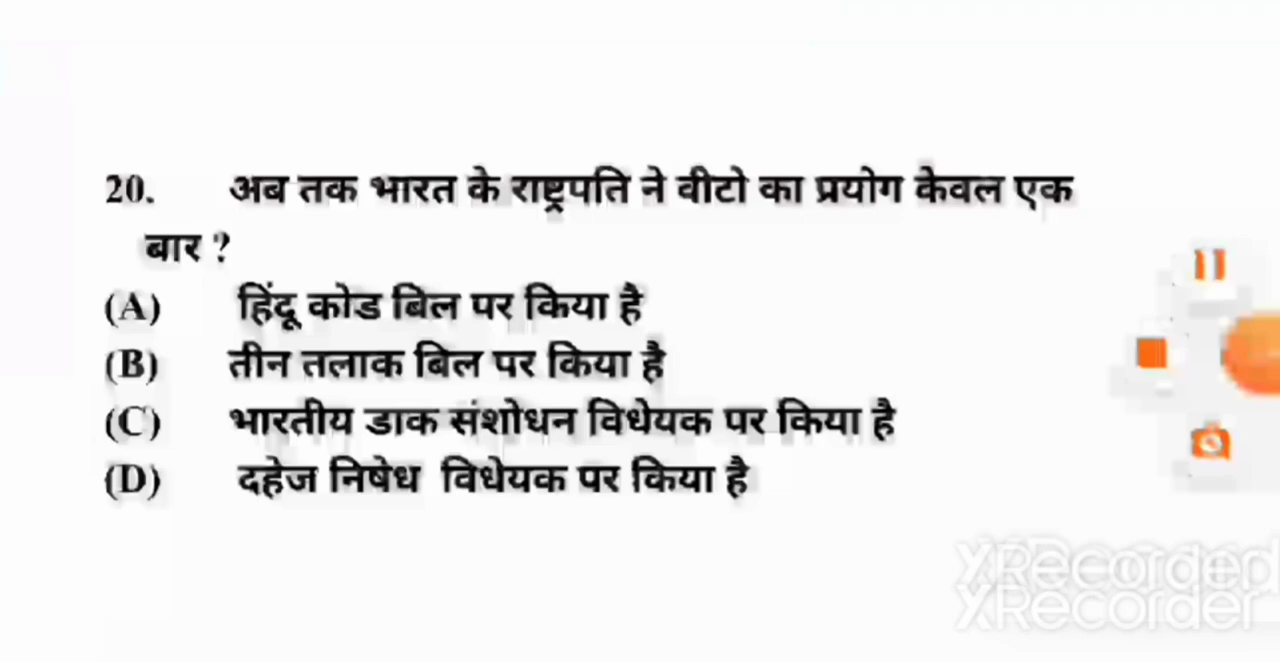 20. अब तक भारत के राष्ट्रपति ने वीटो का प्रयोग केवल एक
बार ?
(A) हिंदू कोड बिल पर किया है
(B) तीन तलाक बिल पर किया है
(C) भारतीय डाक संशोधन विधेयक पर किया है
(D) दहेज निषेध विधेयक पर किया है
XRecorded
XRecorder